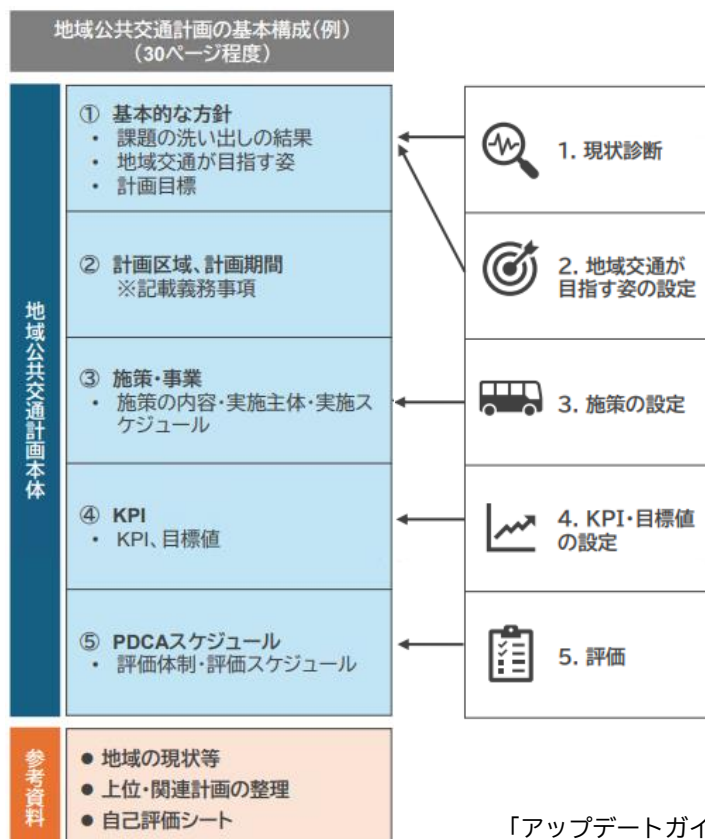 地域公共交通計画の基本構成(例)
(30ページ程度)
地域公共交通計画本体
① 基本的な方針
・ 課題の洗い出しの結果
・ 地域交通が目指す姿
・ 計画目標
② 計画区域、計画期間
※記載義務事項
③ 施策・事業
・ 施策の内容・実施主体・実施ス
ケジュール
④ KPI
・ KPI、目標値
⑤ PDCAスケジュール
・ 評価体制・評価スケジュール
1. 現状診断
2. 地域交通が
目指す姿の設定
3. 施策の設定
4. KPI・目標値
の設定
5. 評価
参考資料
● 地域の現状等
● 上位・関連計画の整理
● 自己評価シート
「アップデートガイ